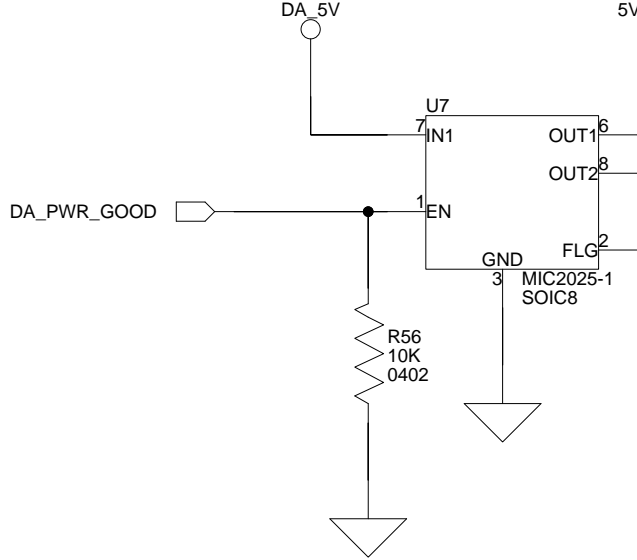 DA_5V
5V
U7
7
IN1
OUT1
6
OUT2
8
DA_PWR_GOOD
1
EN
FLG
2
GND
3
MIC2025-1
SOIC8
R56
10K
0402